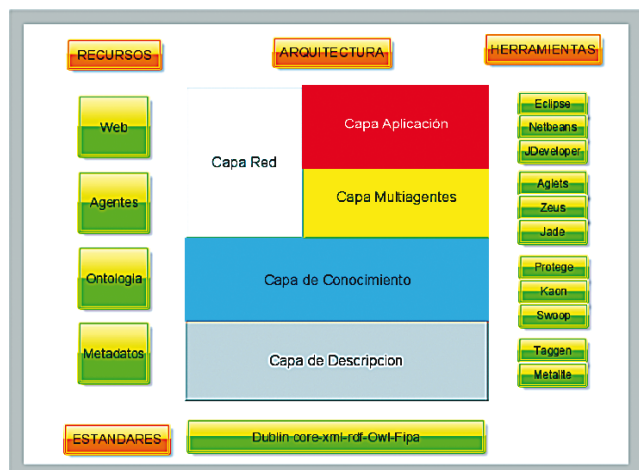 RECURSOS
ARQUITECTURA
HERRAMIENTAS
Web
Agentes
Ontologia
Metadatos
Capa Red
Capa Aplicación
Capa Multiagentes
Capa de Conocimiento
Capa de Descripcion
Eclipse
Netbeans
JDeveloper
Aglets
Zeus
Jade
Protege
Kaon
Swoop
Taggen
Metalite
ESTANDARES
Dublin core-xml-rdf-Owl-Fipa